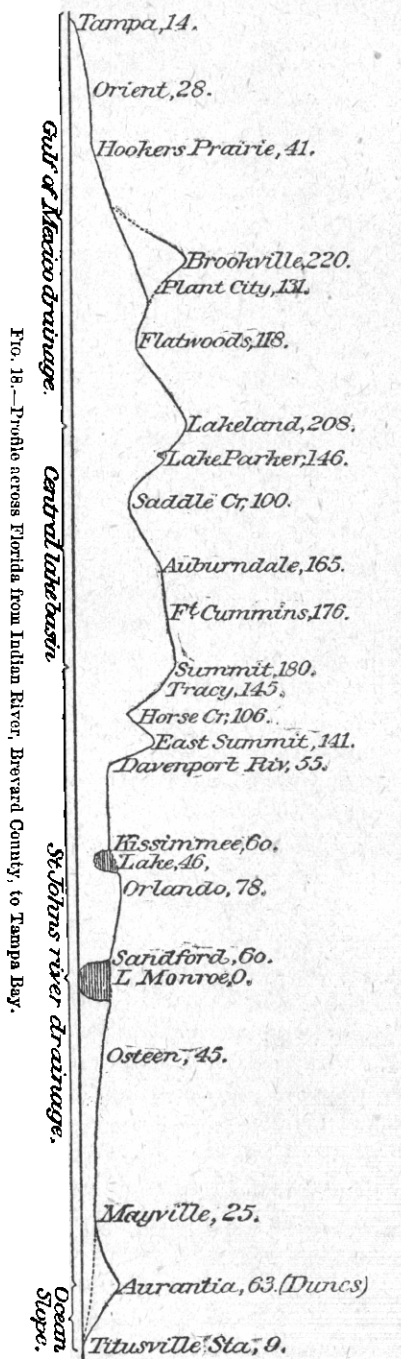 Tampa, 14.
Orient, 28.
Hookers Prairie, 41.
Brookville, 220.
Plant City, 131.
Flatwoods, 118.
Lakeland, 208.
Lake Parker, 146.
Saddle Cr, 100.
Auburndale, 165.
Ft Cummins, 176.
Summit, 180.
Tracy, 145.
Horse Cr, 106.
East Summit, 141.
Davenport Riv, 55.
Kissimmee, 60.
Lake, 46,
Orlando, 78.
Sandford, 60.
L Monroe, 0.
Osteen, 45.
Mayville, 25.
Aurantia, 63. (Dunes)
Titusville Sta, 9.
Gulf of Mexico drainage.
Central lake basin
St Johns river drainage.
Ocean
Slope.
FIG. 18.—Profile across Florida from Indian River, Brevard County, to Tampa Bay.